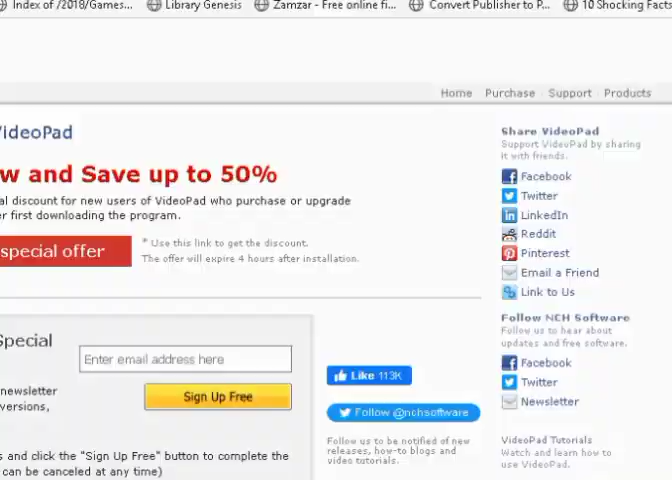 Index of /2018/Games... Library Genesis Zamzar - Free online fi... Convert Publisher to P... 10 Shocking Facts
Home Purchase Support Products
VideoPad
w and Save up to 50%
al discount for new users of VideoPad who purchase or upgrade
er first downloading the program.
special offer
* Use this link to get the discount.
The offer will expire 4 hours after installation.
Special
Enter email address here
newsletter
versions,
Sign Up Free
s and click the "Sign Up Free" button to complete the
can be canceled at any time)
Like 113K
Follow @nchsoftware
Follow us to be notified of new
releases, how-to blogs and
video tutorials.
Share VideoPad
Support VideoPad by sharing
it with friends.
Facebook
Twitter
LinkedIn
Reddit
Pinterest
Email a Friend
Link to Us
Follow NCH Software
Follow us to hear about
updates and free software.
Facebook
Twitter
Newsletter
VideoPad Tutorials
Watch and learn how to
use VideoPad.